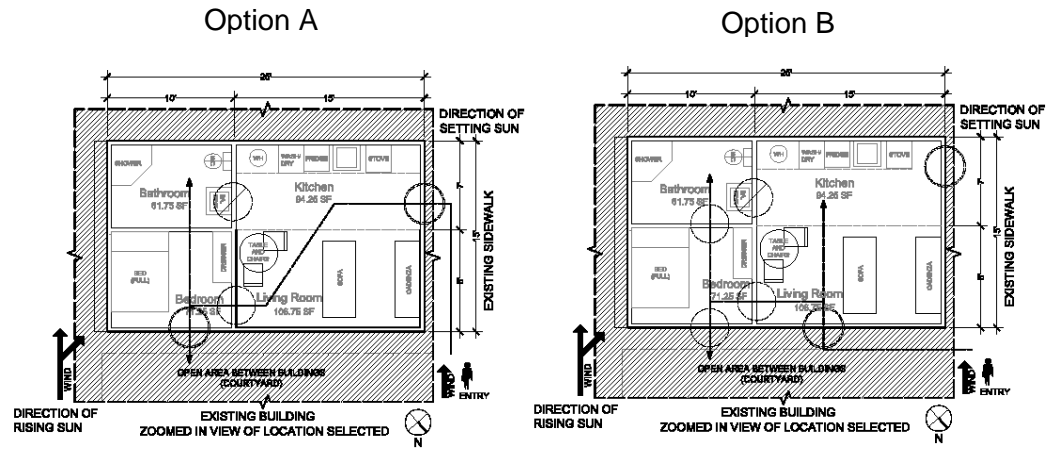 Option A
25'
10'
15'
DIRECTION OF
SETTING SUN
SHOWER
WH
WASH/
DRY
STOVE
Bathroom
61.75 SF
Kitchen
94.25 SF
7'
15'
8'
EXISTING SIDEWALK
BED
(FULL)
DRESSER
TABLE
AND
CHAIRS
SOFA
Bedroom
71.25 SF
Living Room
106.75 SF
WIND
OPEN AREA BETWEEN BUILDINGS
(COURTYARD)
WIND
ENTRY
DIRECTION OF
RISING SUN
EXISTING BUILDING
ZOOMED IN VIEW OF LOCATION SELECTED
N
Option B
25'
10'
15'
DIRECTION OF
SETTING SUN
SHOWER
WH
WASH/
DRY
STOVE
Bathroom
61.75 SF
Kitchen
94.25 SF
7'
15'
8'
EXISTING SIDEWALK
BED
(FULL)
DRESSER
TABLE
AND
CHAIRS
SOFA
Bedroom
71.25 SF
Living Room
106.75 SF
WIND
OPEN AREA BETWEEN BUILDINGS
(COURTYARD)
WIND
ENTRY
DIRECTION OF
RISING SUN
EXISTING BUILDING
ZOOMED IN VIEW OF LOCATION SELECTED
N